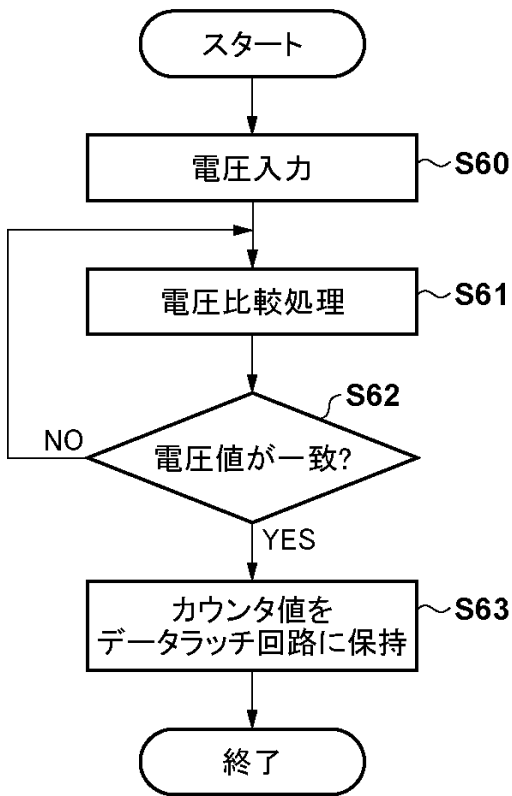 スタート
電圧入力
S60
電圧比較処理
S61
S62
電圧値が一致?
NO
YES
カウンタ値を
データラッチ回路に保持
S63
終了